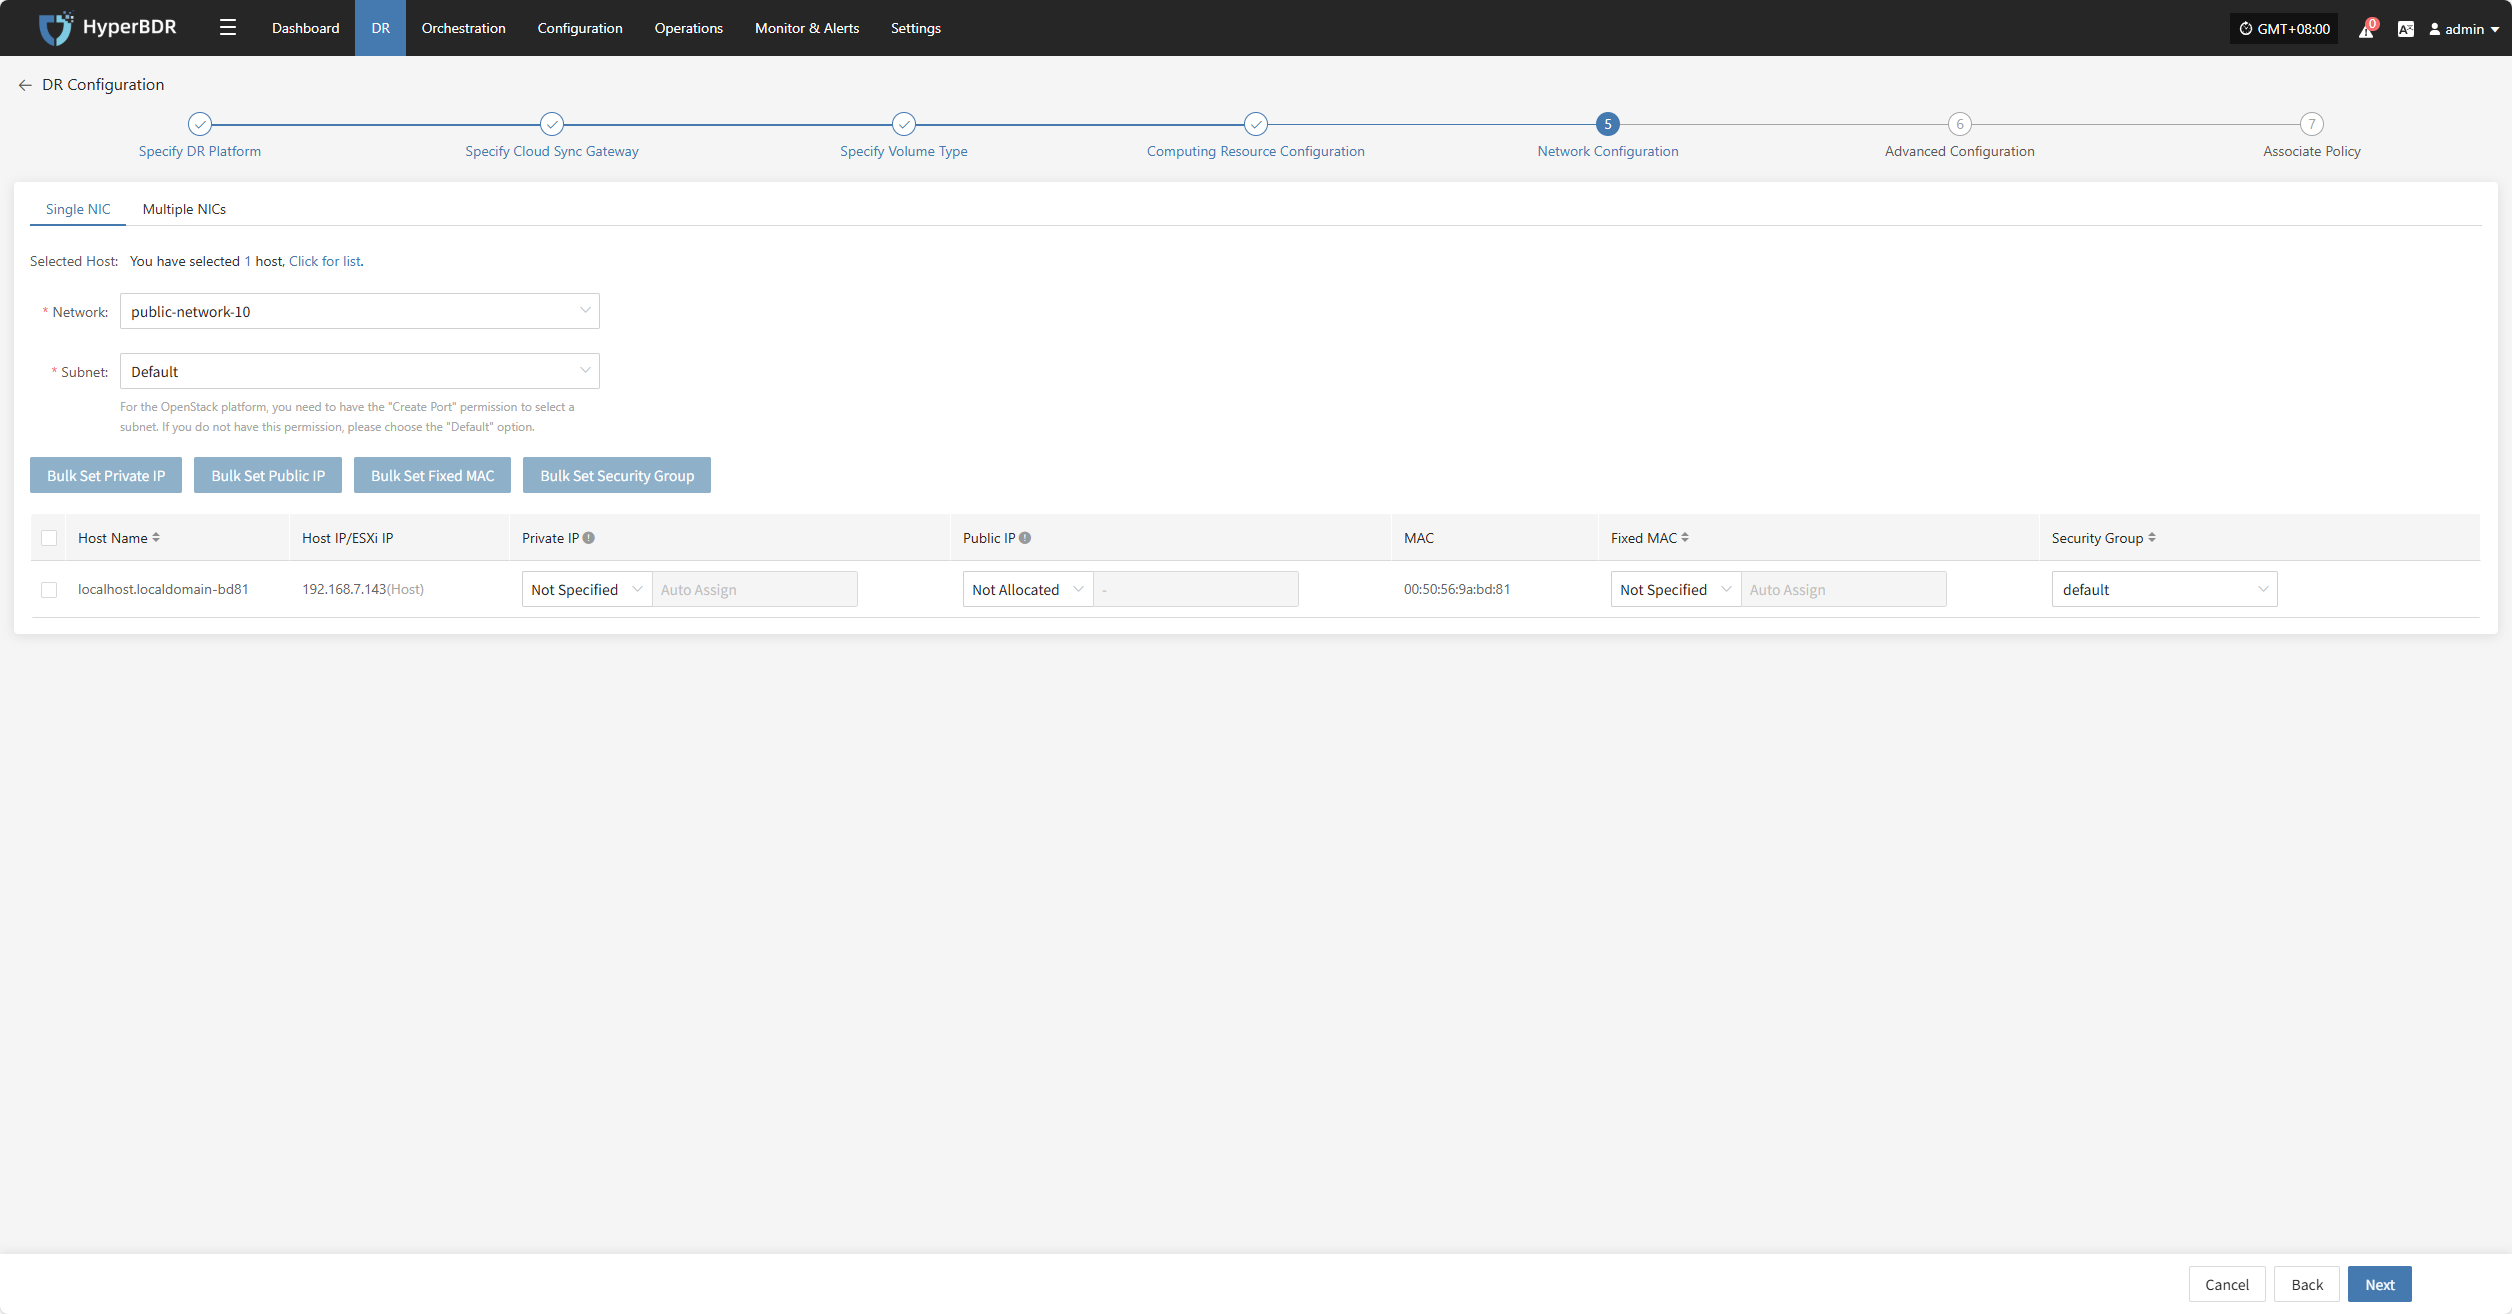 HyperBDR
Dashboard
DR
Orchestration
Configuration
Operations
Monitor & Alerts
Settings
GMT+08:00
0
admin
DR Configuration
5
6
7
Specify DR Platform
Specify Cloud Sync Gateway
Specify Volume Type
Computing Resource Configuration
Network Configuration
Advanced Configuration
Associate Policy
Single NIC
Multiple NICs
Selected Host: You have selected 1 host, Click for list.
* Network: public-network-10
* Subnet: Default
For the OpenStack platform, you need to have the "Create Port" permission to select a
subnet. If you do not have this permission, please choose the "Default" option.
Bulk Set Private IP
Bulk Set Public IP
Bulk Set Fixed MAC
Bulk Set Security Group
Host Name
Host IP/ESXi IP
Private IP
Public IP
MAC
Fixed MAC
Security Group
localhost.localdomain-bd81
192.168.7.143(Host)
Not Specified
Auto Assign
Not Allocated
-
00:50:56:9a:bd:81
Not Specified
Auto Assign
default
Cancel
Back
Next